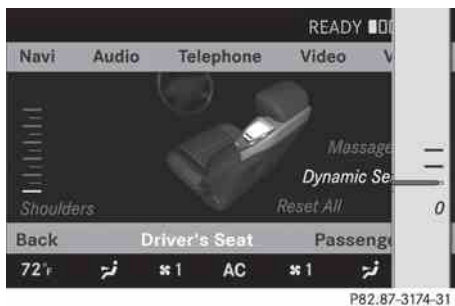 READY
Navi Audio Telephone Video V
Massage
Dynamic Se
Shoulders Reset All 0
Back Driver's Seat Passenge
72°F 1 AC 1
P82.87-3174-31